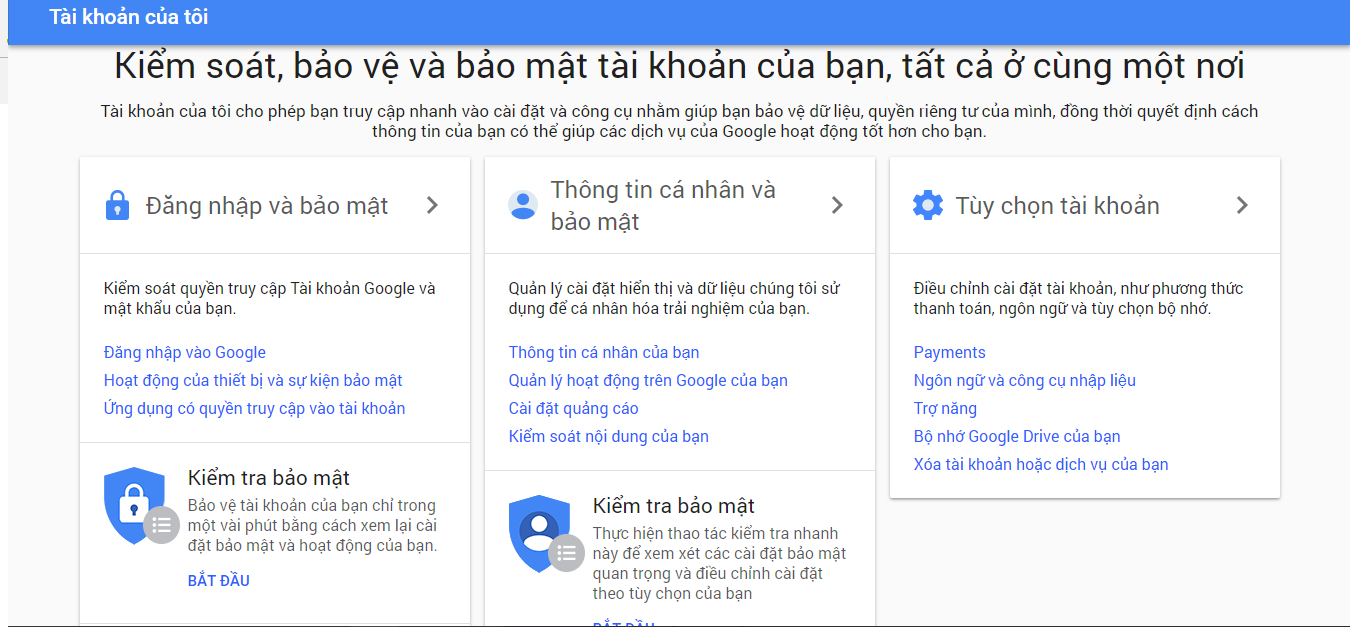 Tài khoản của tôi
Kiểm soát, bảo vệ và bảo mật tài khoản của bạn, tất cả ở cùng một nơi
Tài khoản của tôi cho phép bạn truy cập nhanh vào cài đặt và công cụ nhằm giúp bạn bảo vệ dữ liệu, quyền riêng tư của mình, đồng thời quyết định cách
thông tin của bạn có thể giúp các dịch vụ của Google hoạt động tốt hơn cho bạn.
Đăng nhập và bảo mật
Kiểm soát quyền truy cập Tài khoản Google và
mật khẩu của bạn.
Đăng nhập vào Google
Hoạt động của thiết bị và sự kiện bảo mật
Ứng dụng có quyền truy cập vào tài khoản
Kiểm tra bảo mật
Bảo vệ tài khoản của bạn chỉ trong
một vài phút bằng cách xem lại cài
đặt bảo mật và hoạt động của bạn.
BẮT ĐẦU
Thông tin cá nhân và
bảo mật
Quản lý cài đặt hiển thị và dữ liệu chúng tôi sử
dụng để cá nhân hóa trải nghiệm của bạn.
Thông tin cá nhân của bạn
Quản lý hoạt động trên Google của bạn
Cài đặt quảng cáo
Kiểm soát nội dung của bạn
Kiểm tra bảo mật
Thực hiện thao tác kiểm tra nhanh
này để xem xét các cài đặt bảo mật
quan trọng và điều chỉnh cài đặt
theo tùy chọn của bạn
BẮT ĐẦU
Tùy chọn tài khoản
Điều chỉnh cài đặt tài khoản, như phương thức
thanh toán, ngôn ngữ và tùy chọn bộ nhớ.
Payments
Ngôn ngữ và công cụ nhập liệu
Trợ năng
Bộ nhớ Google Drive của bạn
Xóa tài khoản hoặc dịch vụ của bạn